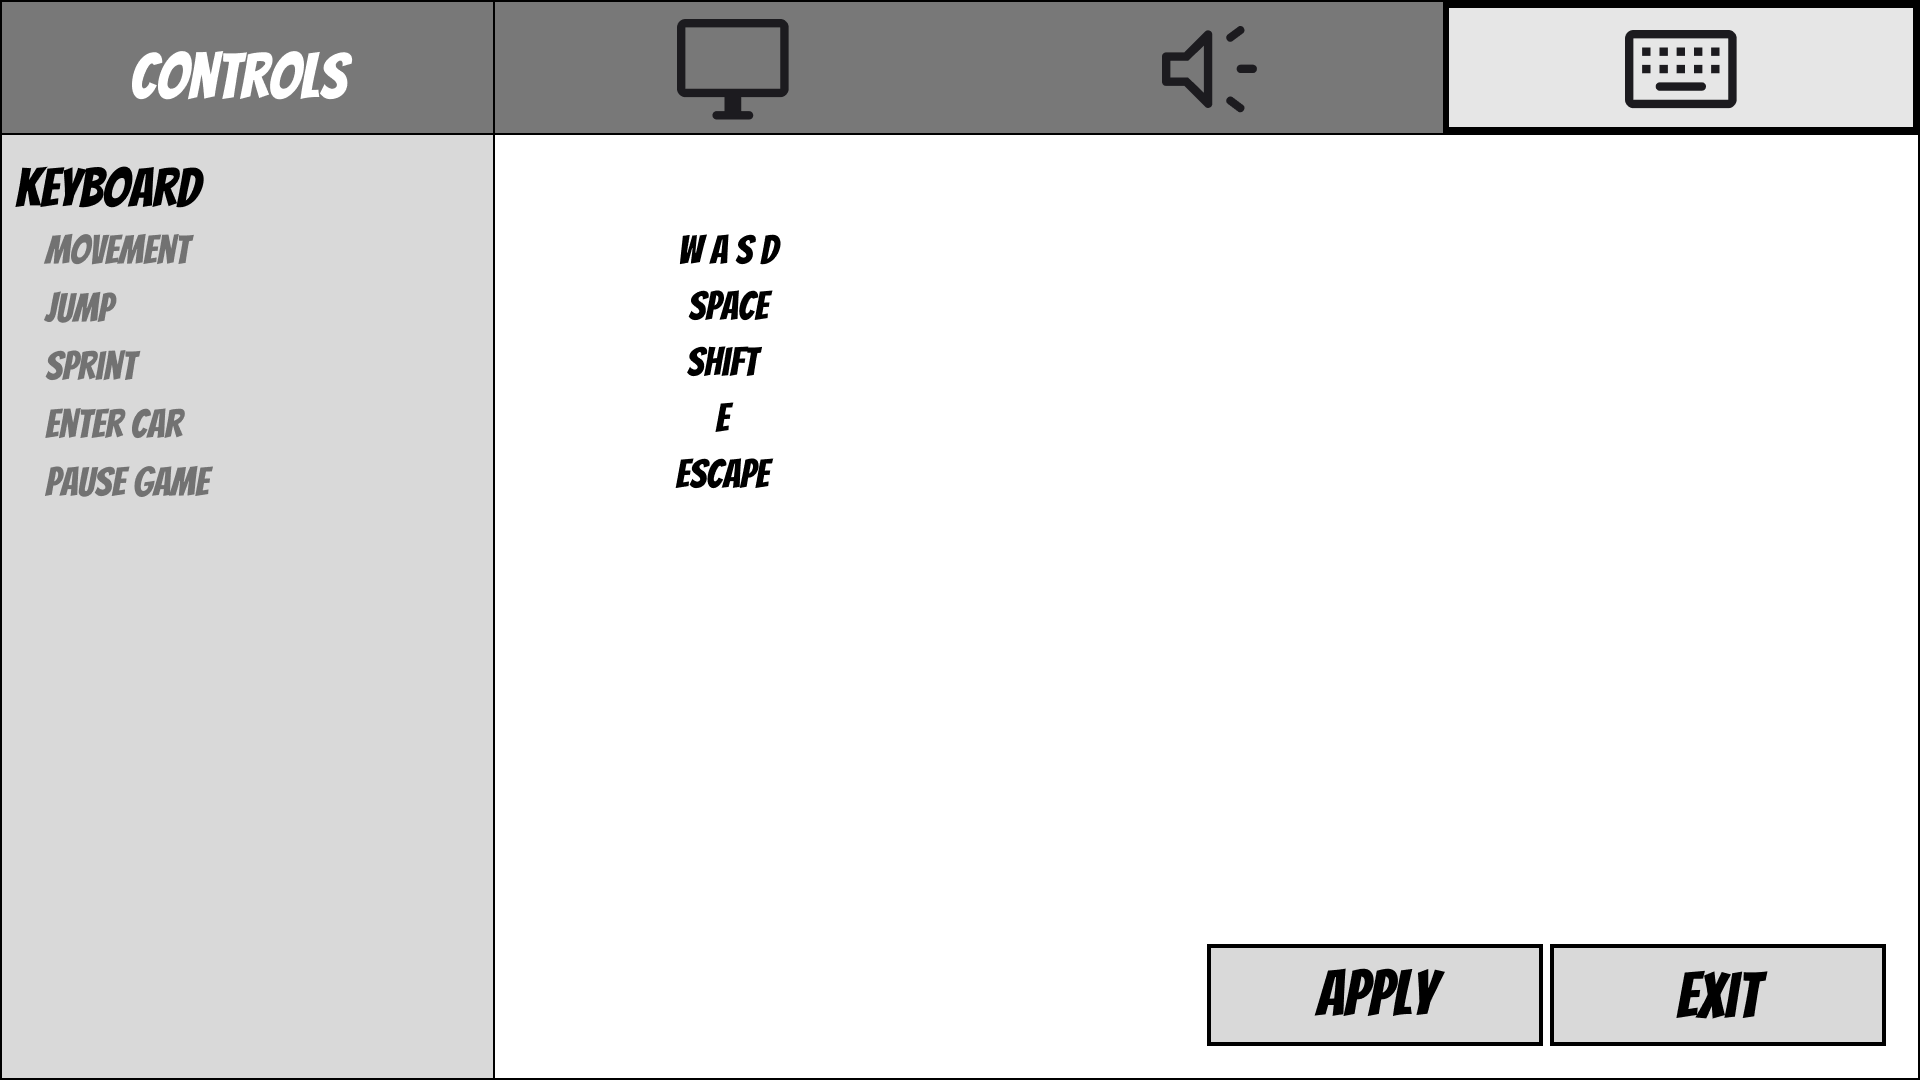 CONTROLS
KEYBOARD
MOVEMENT
W A S D
JUMP
SPACE
SPRINT
SHIFT
ENTER CAR
E
PAUSE GAME
ESCAPE
APPLY
EXIT